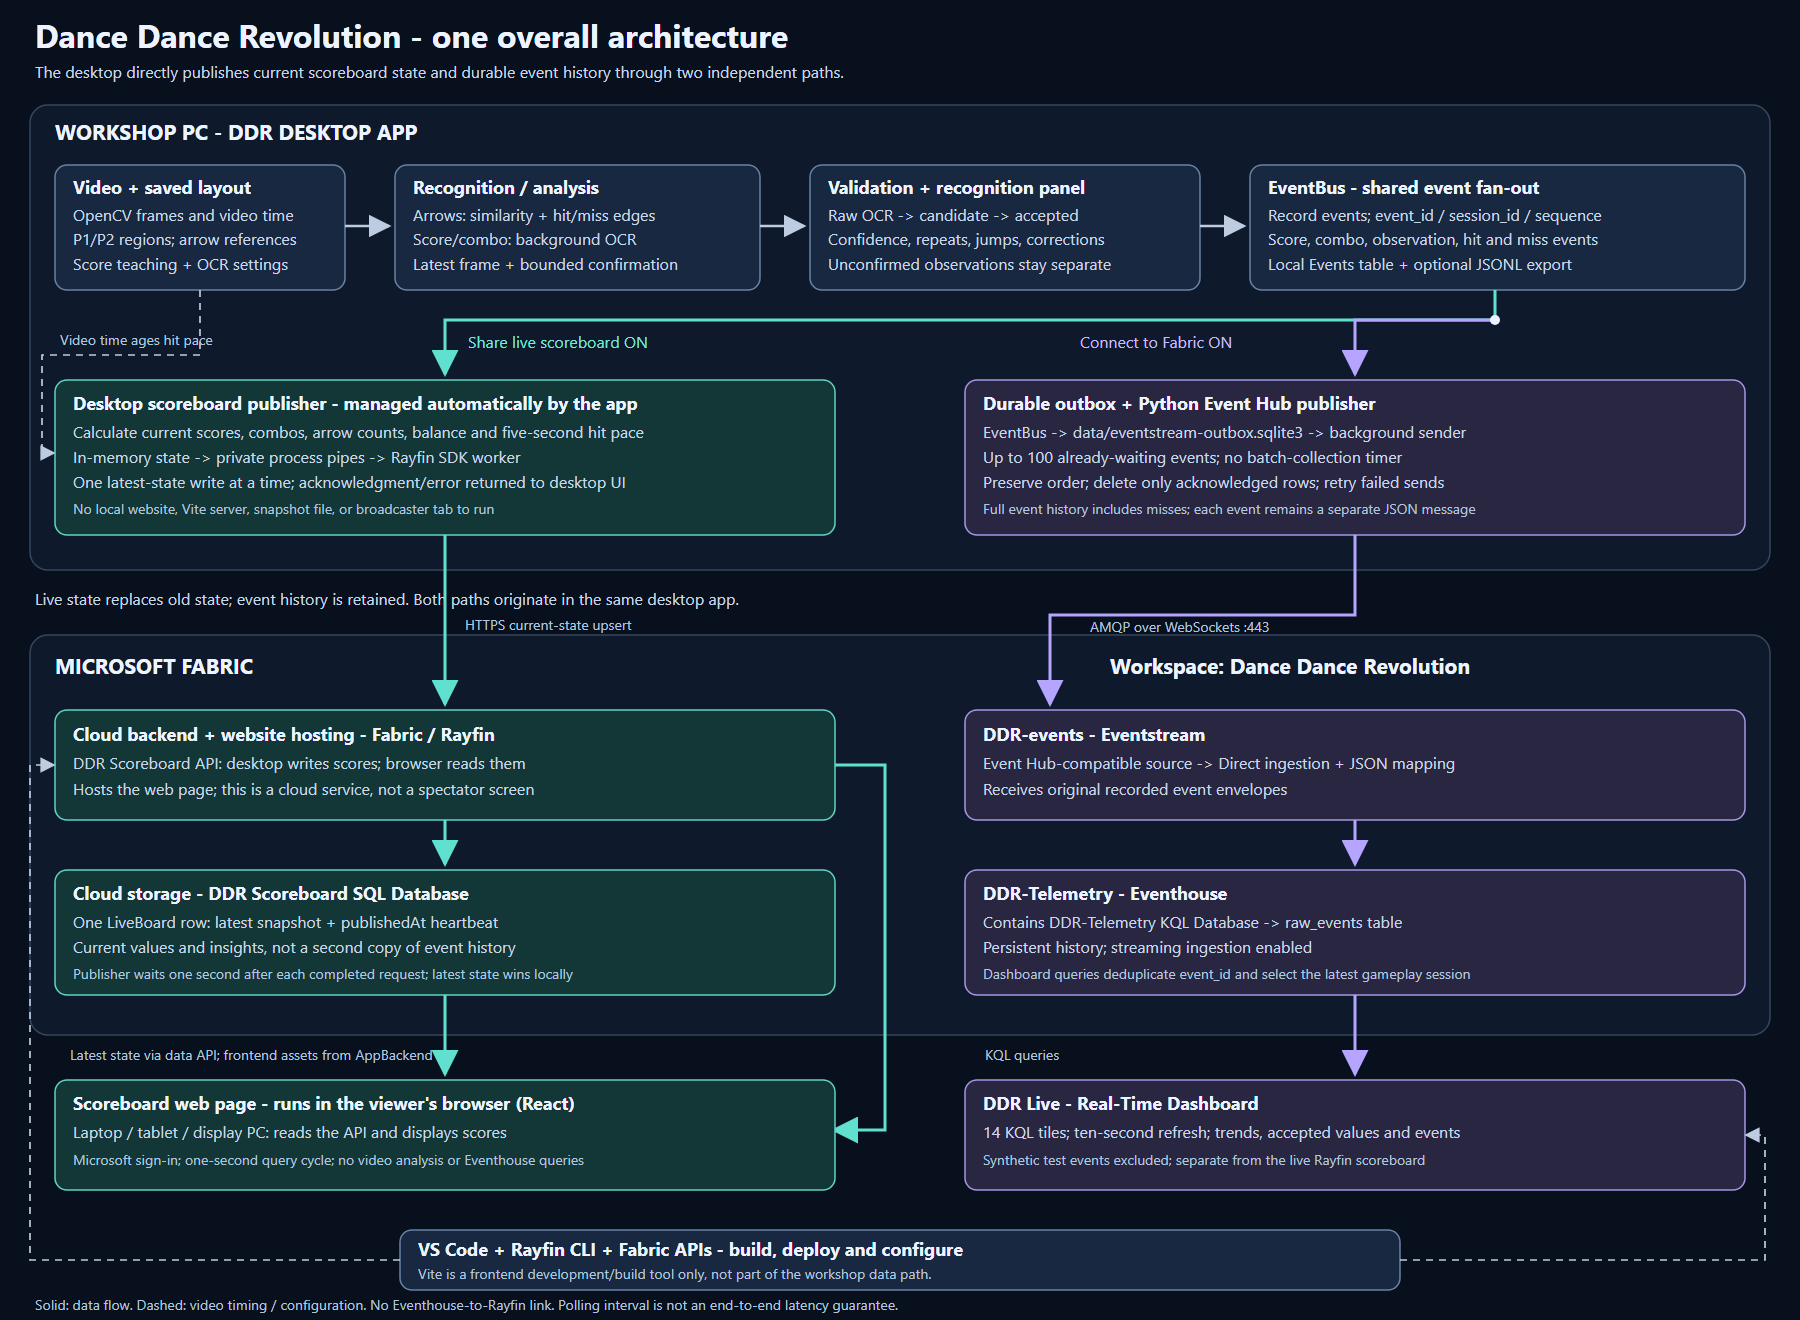 Dance Dance Revolution - one overall architecture
The desktop directly publishes current scoreboard state and durable event history through two independent paths.
WORKSHOP PC - DDR DESKTOP APP
Video + saved layout
OpenCV frames and video time
P1/P2 regions; arrow references
Score teaching + OCR settings
Recognition / analysis
Arrows: similarity + hit/miss edges
Score/combo: background OCR
Latest frame + bounded confirmation
Validation + recognition panel
Raw OCR -> candidate -> accepted
Confidence, repeats, jumps, corrections
Unconfirmed observations stay separate
EventBus - shared event fan-out
Record events; event_id / session_id / sequence
Score, combo, observation, hit and miss events
Local Events table + optional JSONL export
Video time ages hit pace
Share live scoreboard ON
Connect to Fabric ON
Desktop scoreboard publisher - managed automatically by the app
Calculate current scores, combos, arrow counts, balance and five-second hit pace
In-memory state -> private process pipes -> Rayfin SDK worker
One latest-state write at a time; acknowledgment/error returned to desktop UI
No local website, Vite server, snapshot file, or broadcaster tab to run
Durable outbox + Python Event Hub publisher
EventBus -> data/eventstream-outbox.sqlite3 -> background sender
Up to 100 already-waiting events; no batch-collection timer
Preserve order; delete only acknowledged rows; retry failed sends
Full event history includes misses; each event remains a separate JSON message
Live state replaces old state; event history is retained. Both paths originate in the same desktop app.
HTTPS current-state upsert
AMQP over WebSockets :443
MICROSOFT FABRIC
Workspace: Dance Dance Revolution
Cloud backend + website hosting - Fabric / Rayfin
DDR Scoreboard API: desktop writes scores; browser reads them
Hosts the web page; this is a cloud service, not a spectator screen
DDR-events - Eventstream
Event Hub-compatible source -> Direct ingestion + JSON mapping
Receives original recorded event envelopes
Cloud storage - DDR Scoreboard SQL Database
One LiveBoard row: latest snapshot + publishedAt heartbeat
Current values and insights, not a second copy of event history
Publisher waits one second after each completed request; latest state wins locally
DDR-Telemetry - Eventhouse
Contains DDR-Telemetry KQL Database -> raw_events table
Persistent history; streaming ingestion enabled
Dashboard queries deduplicate event_id and select the latest gameplay session
Latest state via data API; frontend assets from AppBackend
KQL queries
Scoreboard web page - runs in the viewer's browser (React)
Laptop / tablet / display PC: reads the API and displays scores
Microsoft sign-in; one-second query cycle; no video analysis or Eventhouse queries
DDR Live - Real-Time Dashboard
14 KQL tiles; ten-second refresh; trends, accepted values and events
Synthetic test events excluded; separate from the live Rayfin scoreboard
VS Code + Rayfin CLI + Fabric APIs - build, deploy and configure
Vite is a frontend development/build tool only, not part of the workshop data path.
Solid: data flow. Dashed: video timing / configuration. No Eventhouse-to-Rayfin link. Polling interval is not an end-to-end latency guarantee.